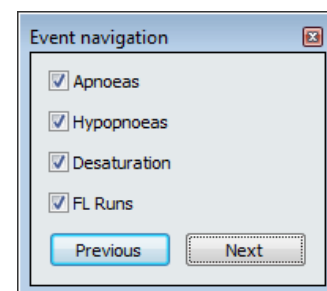 Event navigation
Apnoeas
Hypopnoeas
Desaturation
FL Runs
Previous Next